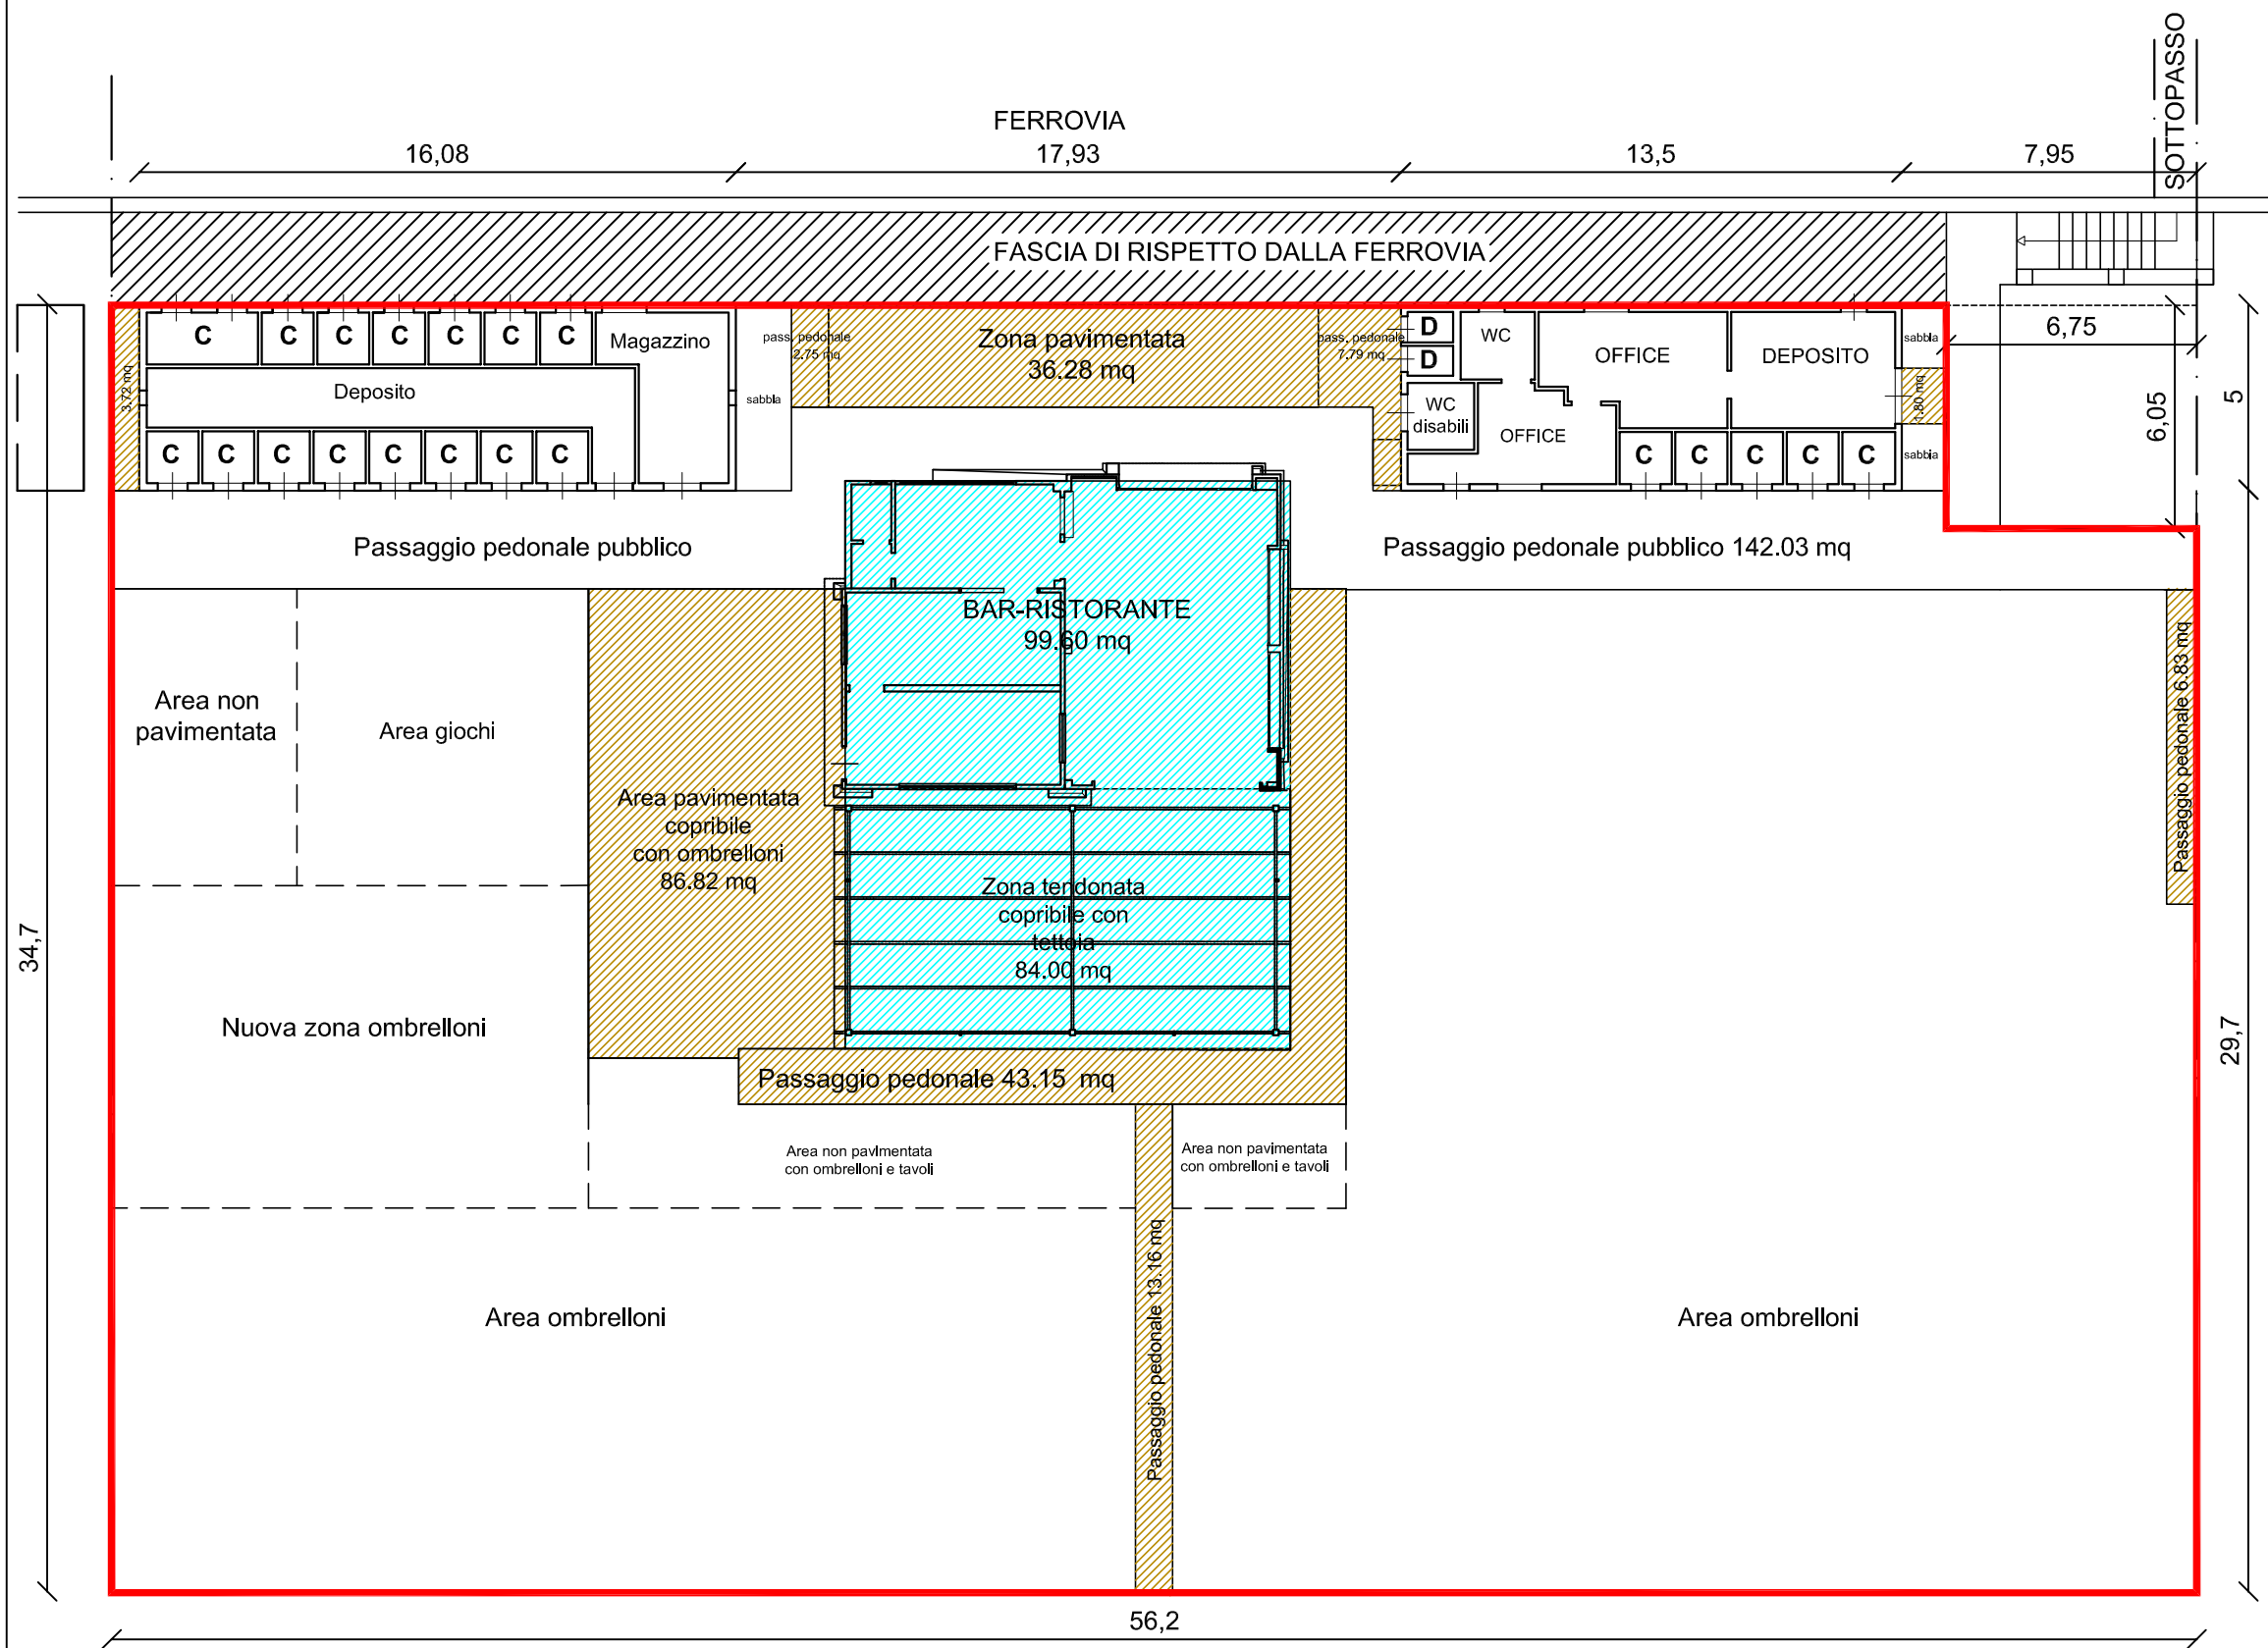 SOTTOPASSO
FERROVIA
16,08
17,93
13,5
7,95
FASCIA DI RISPETTO DALLA FERROVIA
C
C
C
C
C
C
C
Magazzino
pass. pedonale
2.75 mq
Zona pavimentata
36.28 mq
pass. pedonale
7.79 mq
D
D
WC
OFFICE
DEPOSITO
sabbia
6,75
3.72 mq
Deposito
sabbia
WC
disabili
OFFICE
1.80 mq
6,05
5
C
C
C
C
C
C
C
C
C
C
C
C
C
sabbia
Passaggio pedonale pubblico
Passaggio pedonale pubblico 142.03 mq
BAR-RISTORANTE
99.60 mq
Area non
pavimentata
Area giochi
Passaggio pedonale 6.83 mq
Area pavimentata
copribile
con ombrelloni
86.82 mq
Zona tendonata
copribile con
tettoia
84.00 mq
34,7
Nuova zona ombrelloni
29,7
Passaggio pedonale 43.15 mq
Area non pavimentata
con ombrelloni e tavoli
Area non pavimentata
con ombrelloni e tavoli
Passaggio pedonale 13.16 mq
Area ombrelloni
Area ombrelloni
56,2